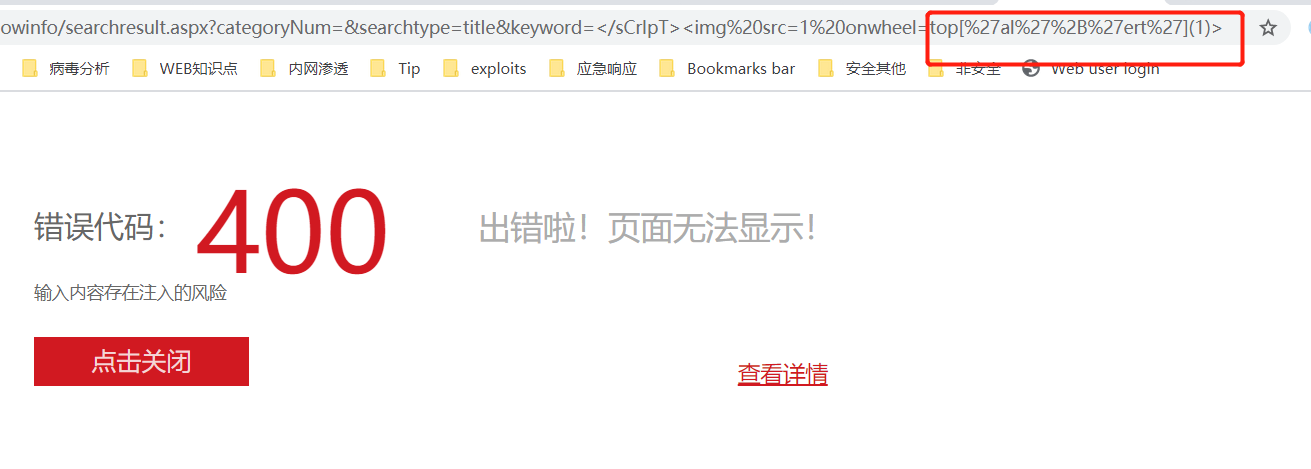 owinfo/searchresult.aspx?categoryNum=&searchtype=title&keyword=</sCrIpT><img%20src=1%20onwheel=top[%27al%27%2B%27ert%27](1)>
病毒分析 WEB知识点 内网渗透 Tip exploits 应急响应 Bookmarks bar 安全其他 非安全 Web user login
错误代码： 400 出错啦！页面无法显示！
输入内容存在注入的风险
点击关闭 查看详情